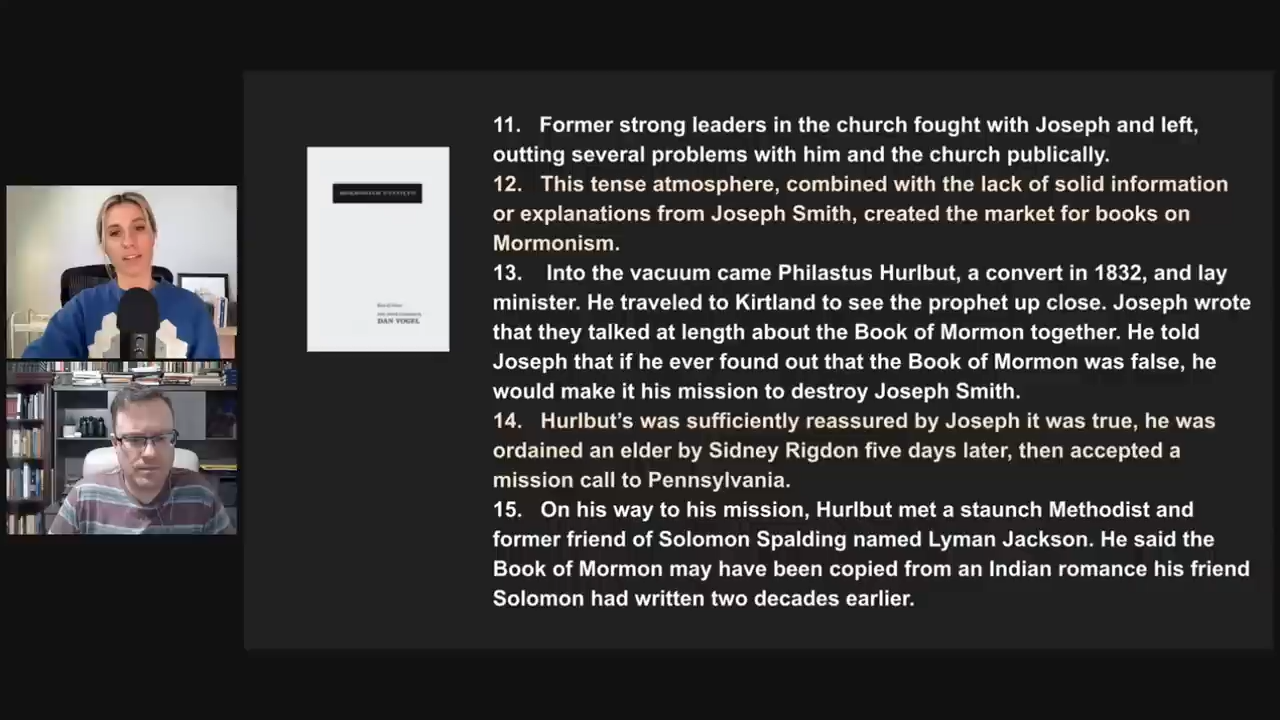 11. Former strong leaders in the church fought with Joseph and left,
outting several problems with him and the church publically.
12. This tense atmosphere, combined with the lack of solid information
or explanations from Joseph Smith, created the market for books on
Mormonism.
13. Into the vacuum came Philastus Hurlbut, a convert in 1832, and lay
minister. He traveled to Kirtland to see the prophet up close. Joseph wrote
that they talked at length about the Book of Mormon together. He told
Joseph that if he ever found out that the Book of Mormon was false, he
would make it his mission to destroy Joseph Smith.
14. Hurlbut’s was sufficiently reassured by Joseph it was true, he was
ordained an elder by Sidney Rigdon five days later, then accepted a
mission call to Pennsylvania.
15. On his way to his mission, Hurlbut met a staunch Methodist and
former friend of Solomon Spalding named Lyman Jackson. He said the
Book of Mormon may have been copied from an Indian romance his friend
Solomon had written two decades earlier.
DAN VOGEL